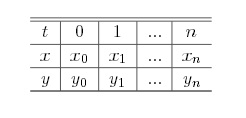 t 0 1 ... n
x x₀ x₁ ... xₙ
y y₀ y₁ ... yₙ